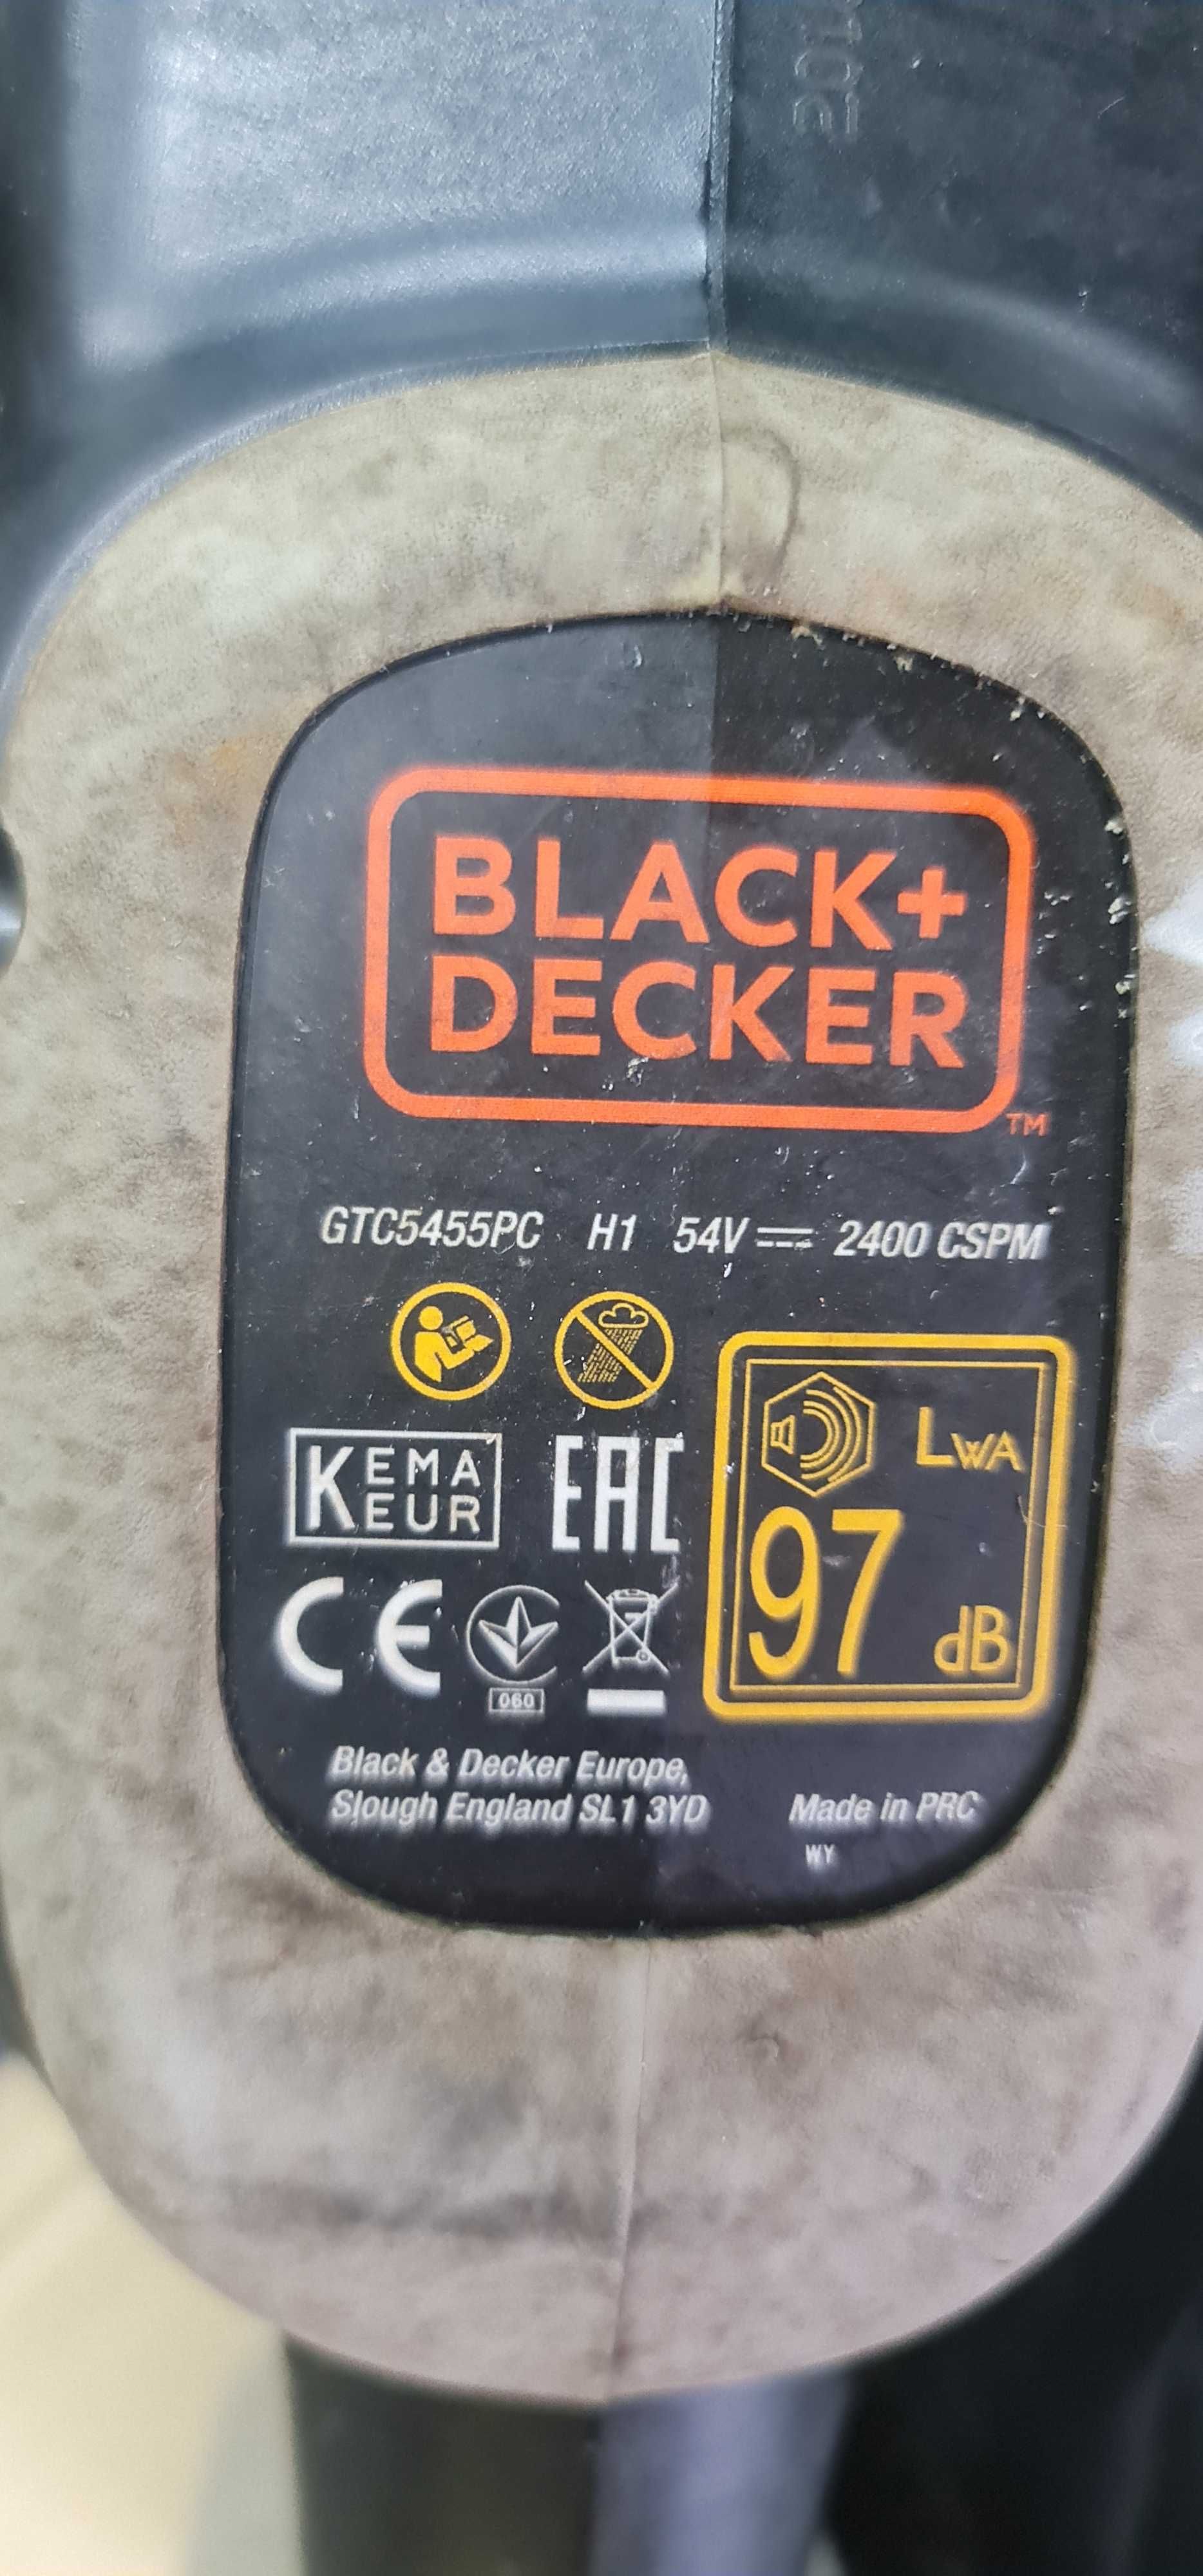 BLACK+
DECKER
TM
GTC5455PC H1 54V 2400 CSPM
KEMA
EUR
EAC
LWA
97
dB
CE
060
Black & Decker Europe,
Slough England SL1 3YD
Made in PRC
WY